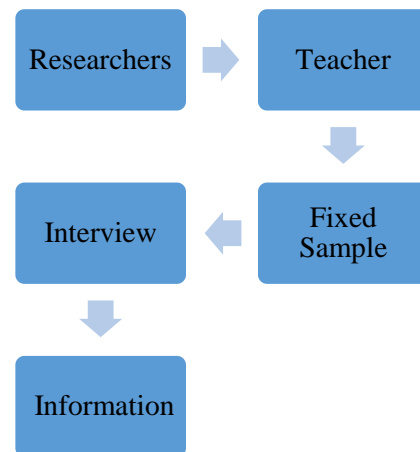 Researchers
Teacher
Fixed
Sample
Interview
Information